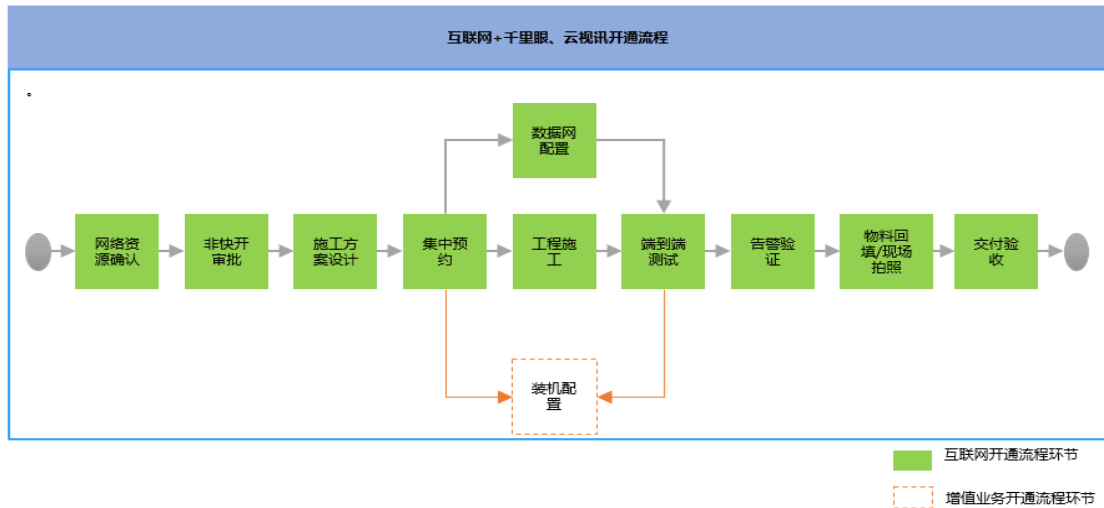 互联网+千里眼、云视讯开通流程
。
数据网
配置
网络资
源确认
非快开
审批
施工方
案设计
集中预
约
工程施
工
端到端
测试
告警验
证
物料回
填/现场
拍照
交付验
收
装机配
置
互联网开通流程环节
增值业务开通流程环节